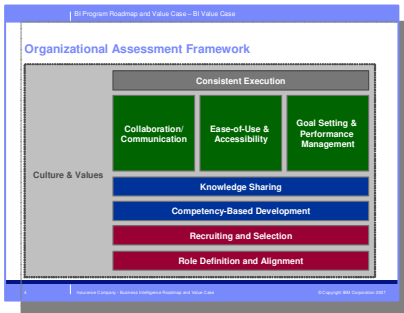 BI Program Roadmap and Value Case – BI Value Case
Organizational Assessment Framework
Consistent Execution
Collaboration/
Communication
Ease-of-Use &
Accessibility
Goal Setting &
Performance
Management
Culture & Values
Knowledge Sharing
Competency-Based Development
Recruiting and Selection
Role Definition and Alignment
Insurance Company - Business Intelligence Roadmap and Value Case
© Copyright IBM Corporation 2007